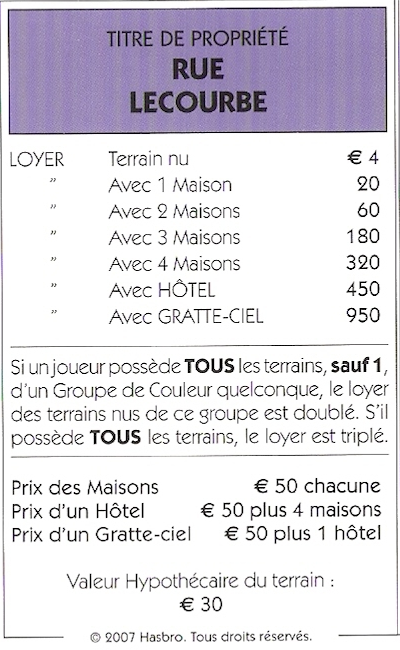 TITRE DE PROPRIÉTÉ
RUE
LECOURBE
LOYER Terrain nu € 4
” Avec 1 Maison 20
” Avec 2 Maisons 60
” Avec 3 Maisons 180
” Avec 4 Maisons 320
” Avec HÔTEL 450
” Avec GRATTE-CIEL 950
Si un joueur possède TOUS les terrains, sauf 1,
d’un Groupe de Couleur quelconque, le loyer
des terrains nus de ce groupe est doublé. S’il
possède TOUS les terrains, le loyer est triplé.
Prix des Maisons € 50 chacune
Prix d’un Hôtel € 50 plus 4 maisons
Prix d’un Gratte-ciel € 50 plus 1 hôtel
Valeur Hypothécaire du terrain :
€ 30
© 2007 Hasbro. Tous droits réservés.